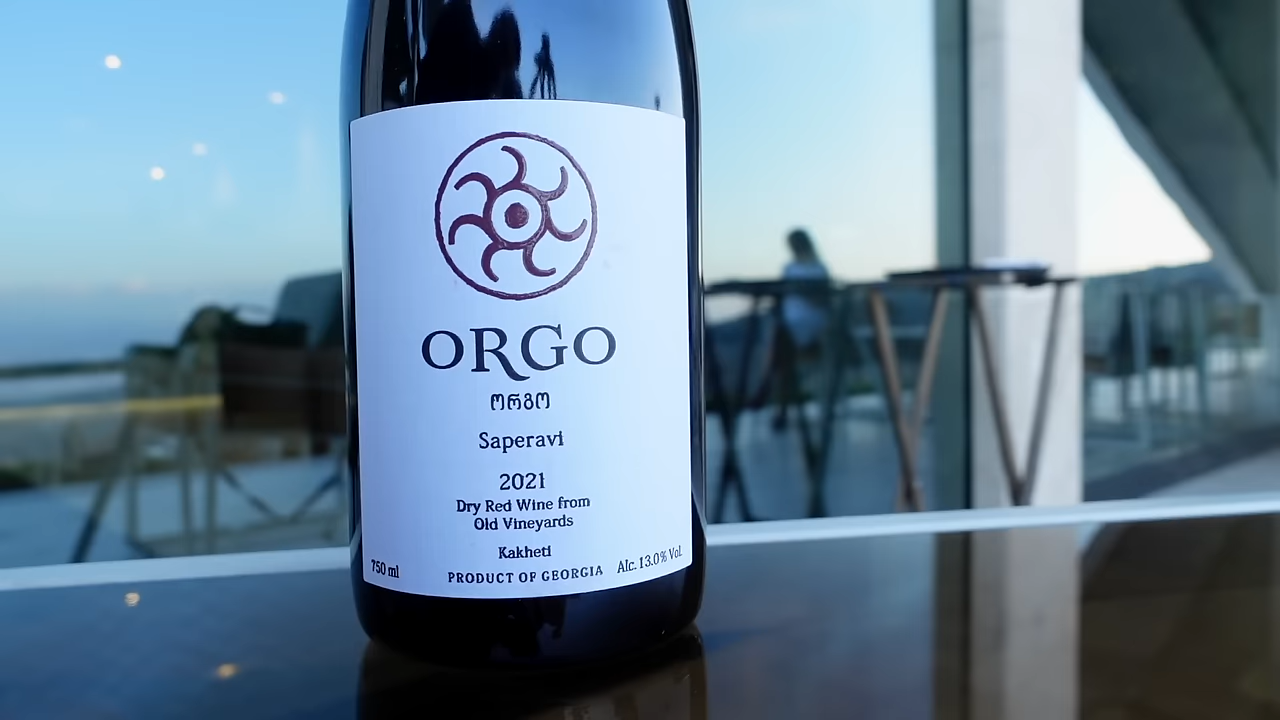 ORGO
ორგო
Saperavi
2021
Dry Red Wine from
Old Vineyards
Kakheti
750 ml PRODUCT OF GEORGIA Alc. 13.0% Vol.